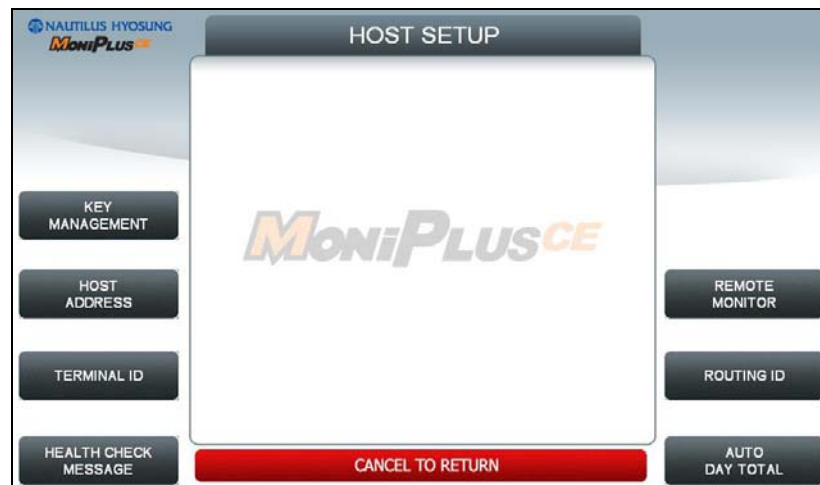 NAUTILUS HYOSUNG
MONIPLUS CE
HOST SETUP
MONIPLUS CE
KEY
MANAGEMENT
HOST
ADDRESS
REMOTE
MONITOR
TERMINAL ID
ROUTING ID
HEALTH CHECK
MESSAGE
CANCEL TO RETURN
AUTO
DAY TOTAL